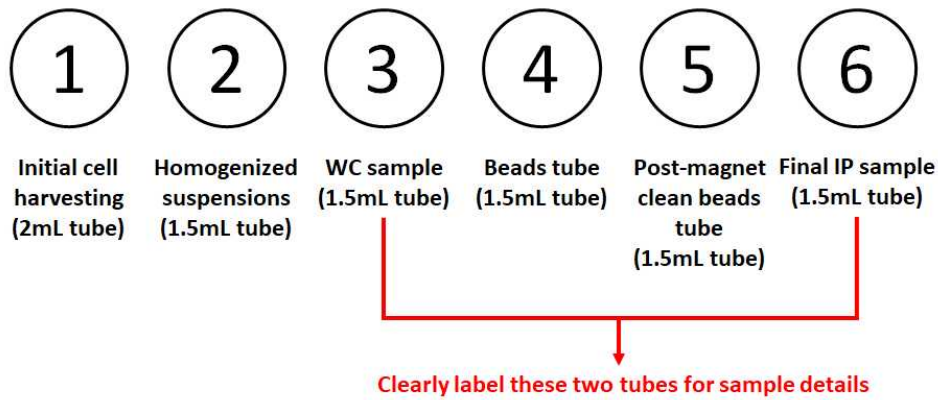 1 2 3 4 5 6
Initial cell
harvesting
(2mL tube)
Homogenized
suspensions
(1.5mL tube)
WC sample
(1.5mL tube)
Beads tube
(1.5mL tube)
Post-magnet
clean beads
tube
(1.5mL tube)
Final IP sample
(1.5mL tube)
Clearly label these two tubes for sample details